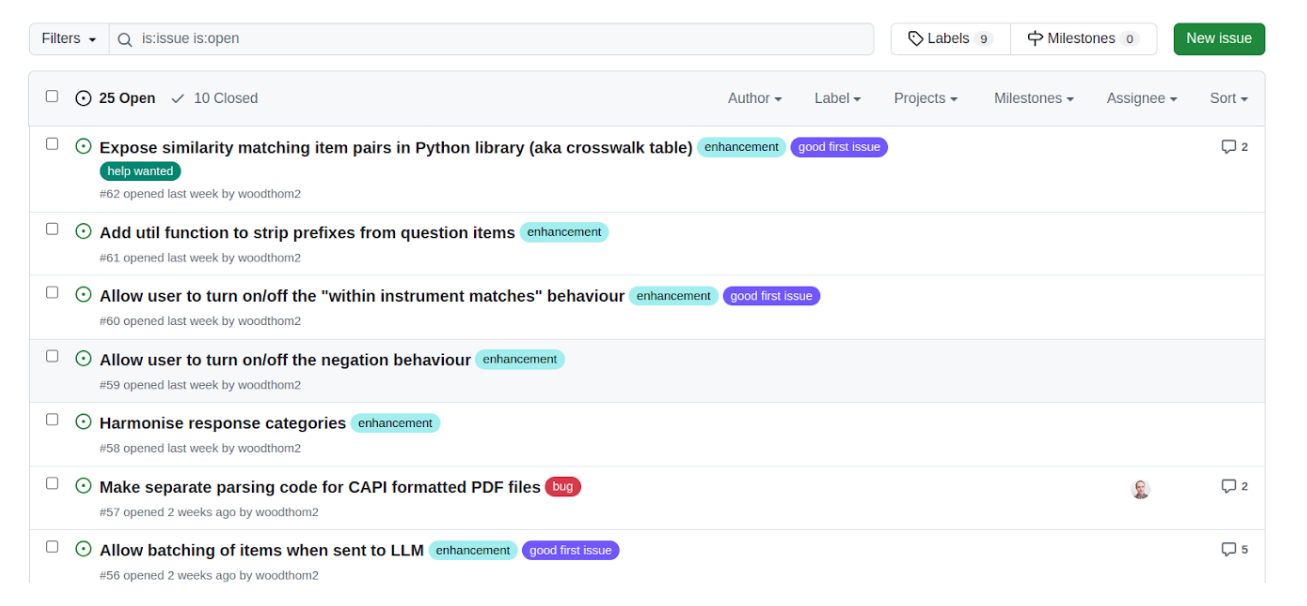 Filters is:issue is:open Labels 9 Milestones 0 New issue
25 Open 10 Closed Author Label Projects Milestones Assignee Sort
Expose similarity matching item pairs in Python library (aka crosswalk table) enhancement good first issue 2
help wanted
#62 opened last week by woodthom2
Add util function to strip prefixes from question items enhancement
#61 opened last week by woodthom2
Allow user to turn on/off the "within instrument matches" behaviour enhancement good first issue
#60 opened last week by woodthom2
Allow user to turn on/off the negation behaviour enhancement
#59 opened last week by woodthom2
Harmonise response categories enhancement
#58 opened last week by woodthom2
Make separate parsing code for CAPI formatted PDF files bug 2
#57 opened 2 weeks ago by woodthom2
Allow batching of items when sent to LLM enhancement good first issue 5
#56 opened 2 weeks ago by woodthom2